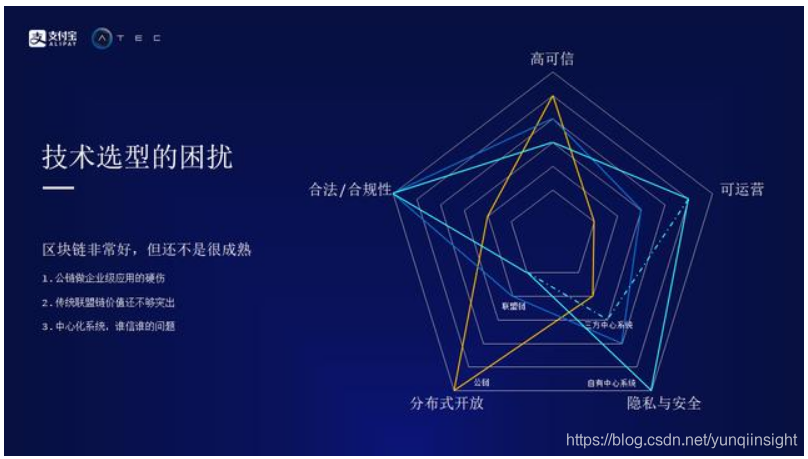 支付宝
ALIPAY
ATEC
技术选型的困扰
区块链非常好，但还不是很成熟
1.公链做企业级应用的硬伤
2.传统联盟链价值还不够突出
3.中心化系统，谁信谁的问题
高可信
合法/合规性
可运营
联盟链
三方中心系统
公链
自有中心系统
分布式开放
隐私与安全
https://blog.csdn.net/yunqiinsight